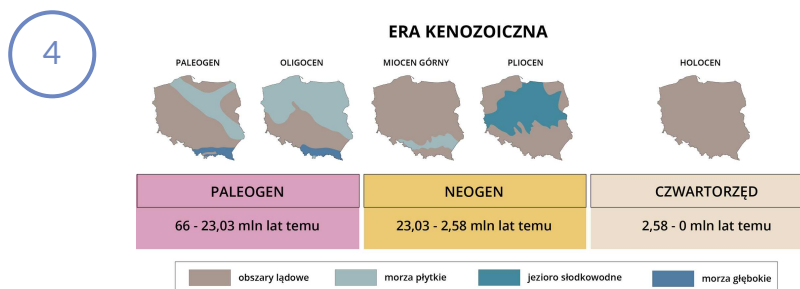 4
ERA KENOZOICZNA
PALEOGEN OLIGOCEN MIOCEN GÓRNY PLIOCEN HOLOCEN
PALEOGEN NEOGEN CZWARTORZĘD
66 - 23,03 mln lat temu 23,03 - 2,58 mln lat temu 2,58 - 0 mln lat temu
obszary lądowe morza płytkie jezioro słodkowodne morza głębokie